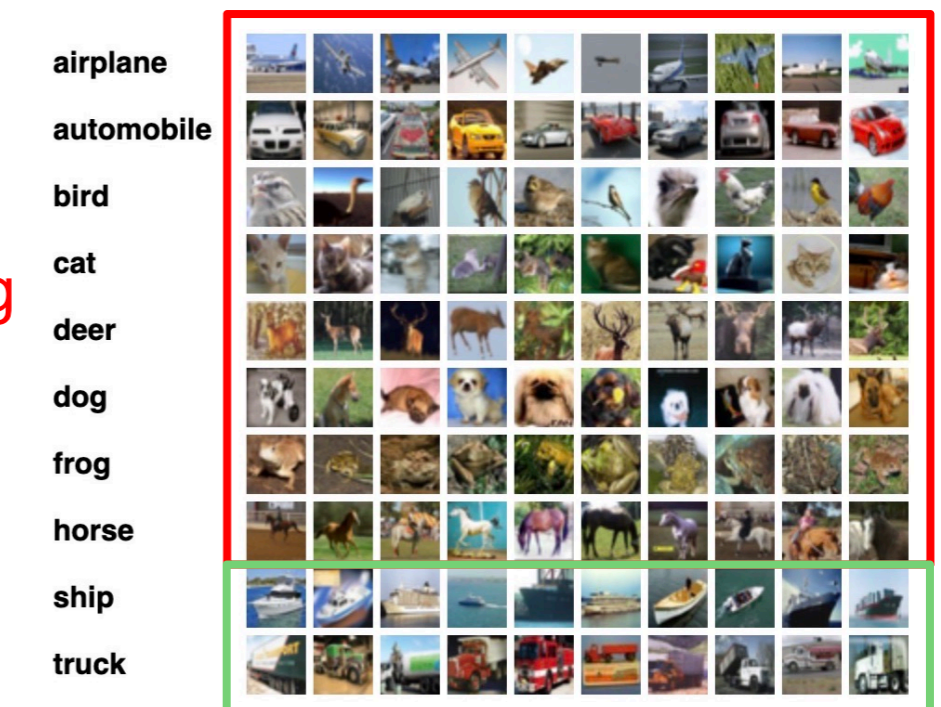 airplane
automobile
bird
cat
g
deer
dog
frog
horse
ship
truck